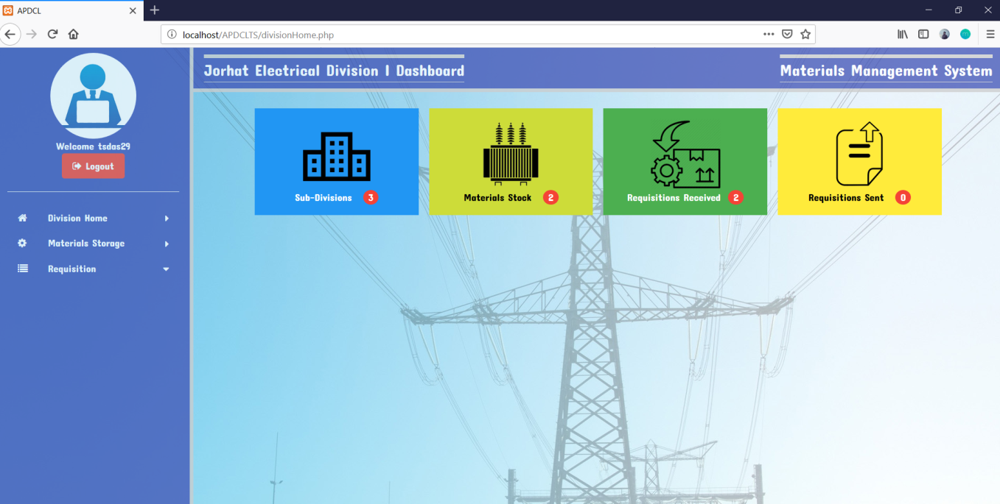 APDCL
localhost/APDCLTS/divisionHome.php
Welcome tsdas29
Logout
Division Home
Materials Storage
Requisition
Jorhat Electrical Division I Dashboard
Materials Management System
Sub-Divisions 3
Materials Stock 2
Requisitions Received 2
Requisitions Sent 0